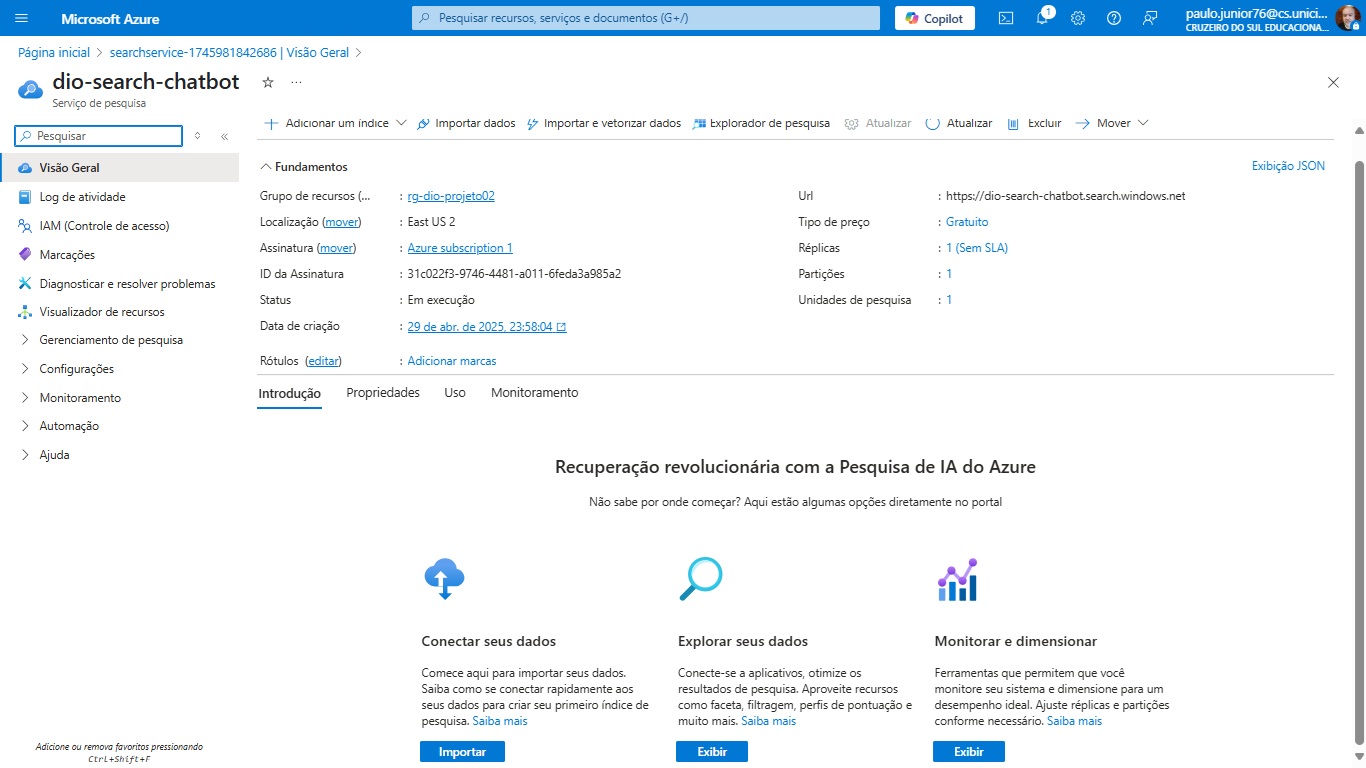 Microsoft Azure
Pesquisar recursos, serviços e documentos (G+/)
Copilot
1
paulo.junior76@cs.unici...
CRUZEIRO DO SUL EDUCACIONA...
Página inicial > searchservice-1745981842686 | Visão Geral >
dio-search-chatbot
Serviço de pesquisa
Pesquisar
Adicionar um índice
Importar dados
Importar e vetorizar dados
Explorador de pesquisa
Atualizar
Atualizar
Excluir
Mover
Visão Geral
Log de atividade
IAM (Controle de acesso)
Marcações
Diagnosticar e resolver problemas
Visualizador de recursos
Gerenciamento de pesquisa
Configurações
Monitoramento
Automação
Ajuda
Adicione ou remova favoritos pressionando
Ctrl+Shift+F
Fundamentos
Exibição JSON
Grupo de recursos (... : rg-dio-projeto02
Localização (mover) : East US 2
Assinatura (mover) : Azure subscription 1
ID da Assinatura : 31c022f3-9746-4481-a011-6feda3a985a2
Status : Em execução
Data de criação : 29 de abr. de 2025, 23:58:04
Rótulos (editar) : Adicionar marcas
Url : https://dio-search-chatbot.search.windows.net
Tipo de preço : Gratuito
Réplicas : 1 (Sem SLA)
Partições : 1
Unidades de pesquisa : 1
Introdução
Propriedades
Uso
Monitoramento
Recuperação revolucionária com a Pesquisa de IA do Azure
Não sabe por onde começar? Aqui estão algumas opções diretamente no portal
Conectar seus dados
Comece aqui para importar seus dados.
Saiba como se conectar rapidamente aos
seus dados para criar seu primeiro índice de
pesquisa. Saiba mais
Importar
Explorar seus dados
Conecte-se a aplicativos, otimize os
resultados de pesquisa. Aproveite recursos
como faceta, filtragem, perfis de pontuação e
muito mais. Saiba mais
Exibir
Monitorar e dimensionar
Ferramentas que permitem que você
monitore seu sistema e dimensione para um
desempenho ideal. Ajuste réplicas e partições
conforme necessário. Saiba mais
Exibir